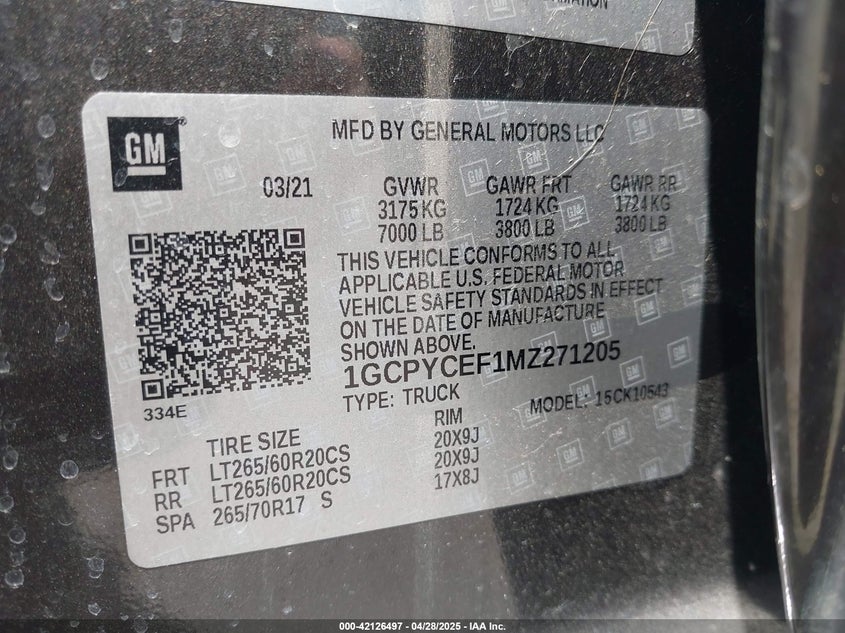 MATION
GM
MFD BY GENERAL MOTORS LLC
03/21 GVWR GAWR FRT GAWR RR
3175 KG 1724 KG 1724 KG
7000 LB 3800 LB 3800 LB
THIS VEHICLE CONFORMS TO ALL
APPLICABLE U.S. FEDERAL MOTOR
VEHICLE SAFETY STANDARDS IN EFFECT
ON THE DATE OF MANUFACTURE
SHOWN ABOVE.
1GCPYCEF1MZ271205
334E
TYPE: TRUCK MODEL: 15CK10543
TIRE SIZE RIM
FRT LT265/60R20CS 20X9J
RR LT265/60R20CS 20X9J
SPA 265/70R17 S 17X8J
000-42126497 - 04/28/2025 - IAA Inc.